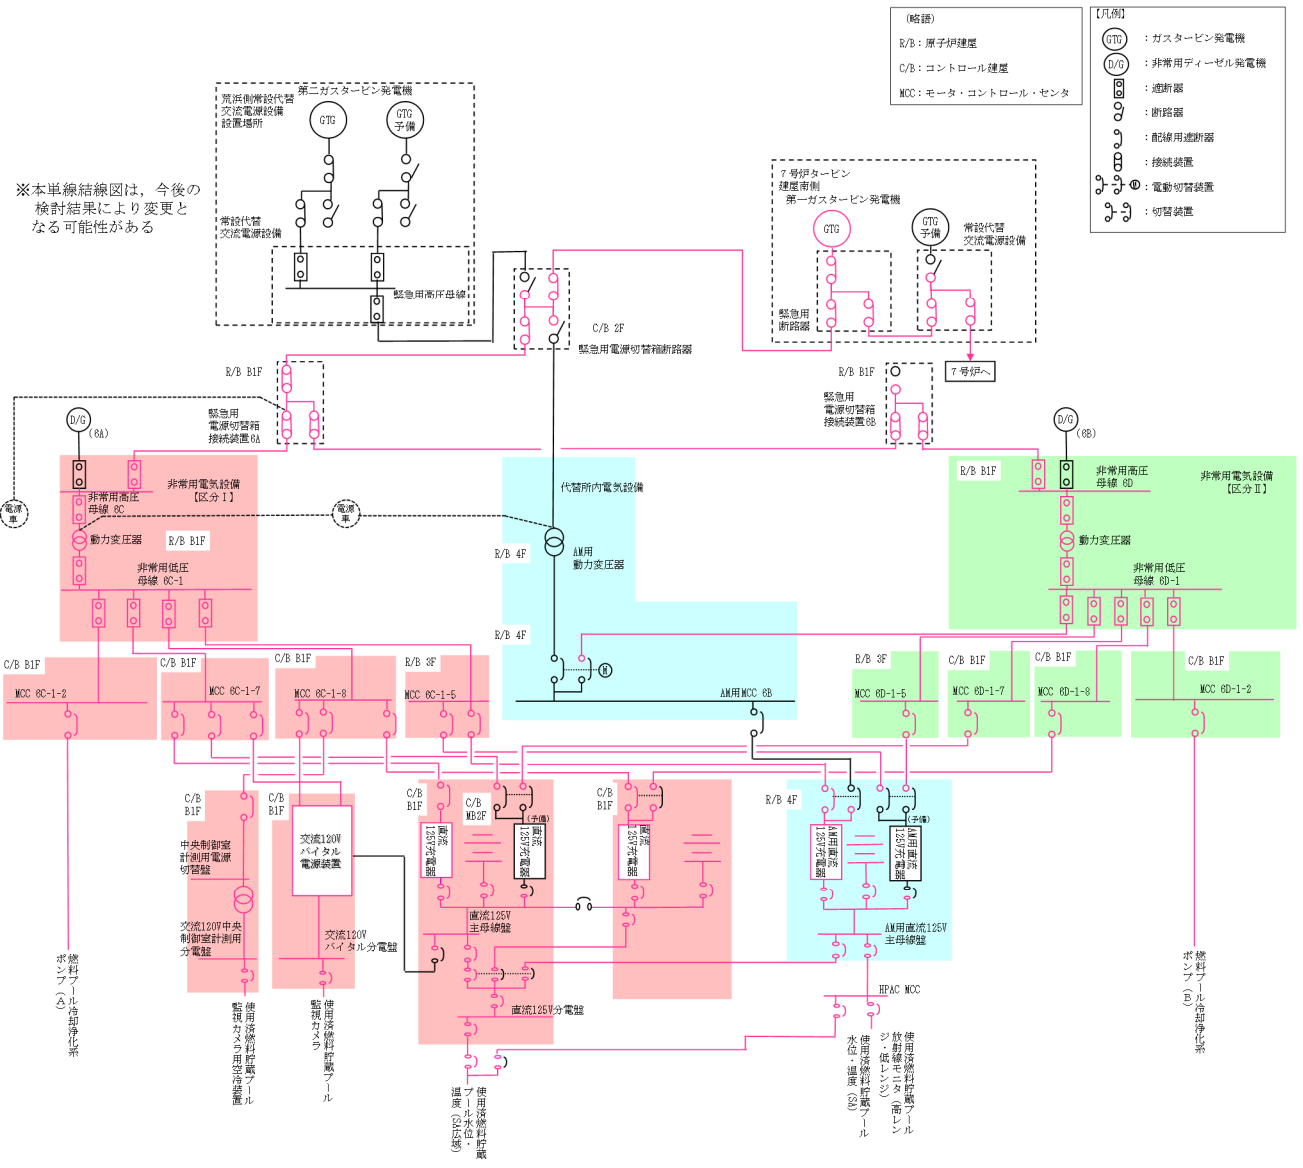 (略語)
R/B：原子炉建屋
C/B：コントロール建屋
MCC：モータ・コントロール・センタ
【凡例】
GTG ：ガスタービン発電機
D/G ：非常用ディーゼル発電機
：遮断器
：断路器
：配線用遮断器
：接続装置
M ：電動切替装置
：切替装置
※本単線結線図は，今後の
検討結果により変更と
なる可能性がある
荒浜側常設代替
交流電源設備
設置場所
第二ガスタービン発電機
GTG
GTG
予備
常設代替
交流電源設備
緊急用高圧母線
7号炉タービン
建屋南側
第一ガスタービン発電機
GTG
GTG
予備
常設代替
交流電源設備
緊急用
断路器
7号炉へ
C/B 2F
緊急用電源切替箱断路器
R/B B1F
緊急用
電源切替箱
接続装置6A
R/B B1F
緊急用
電源切替箱
接続装置6B
D/G
(6A)
D/G
(6B)
電源
車
電源
車
非常用高圧
母線 6C
非常用電気設備
【区分Ⅰ】
動力変圧器
R/B B1F
非常用低圧
母線 6C-1
代替所内電気設備
R/B 4F
AM用
動力変圧器
R/B 4F
M
AM用MCC 6B
R/B B1F
非常用高圧
母線 6D
非常用電気設備
【区分Ⅱ】
動力変圧器
非常用低圧
母線 6D-1
C/B B1F
MCC 6C-1-2
C/B B1F
MCC 6C-1-7
C/B B1F
MCC 6C-1-8
R/B 3F
MCC 6C-1-5
R/B 3F
MCC 6D-1-5
C/B B1F
MCC 6D-1-7
C/B B1F
MCC 6D-1-8
C/B B1F
MCC 6D-1-2
C/B
B1F
中央制御室
計測用電源
切替盤
交流120V中央
制御室計測用
分電盤
C/B
B1F
交流120V
バイタル
電源装置
交流120V
バイタル分電盤
C/B
B1F
直流
125V充電器
C/B
MB2F
(予備)
直流
125V充電器
直流125V
主母線盤
直流125V分電盤
C/B
B1F
直流
125V充電器
R/B 4F
AM用直流
125V充電器
(予備)
AM用直流
125V充電器
AM用直流125V
主母線盤
HPAC MCC
燃料プール冷却浄化系
ポンプ(A)
使用済燃料貯蔵プール
監視カメラ用空冷装置
使用済燃料貯蔵プール
監視カメラ
使用済燃料貯蔵
プール水位・
温度(SA広域)
使用済燃料貯蔵プール
水位・温度(SA)
使用済燃料貯蔵プール
放射線モニタ(高レン
ジ・低レンジ)
燃料プール冷却浄化系
ポンプ(B)